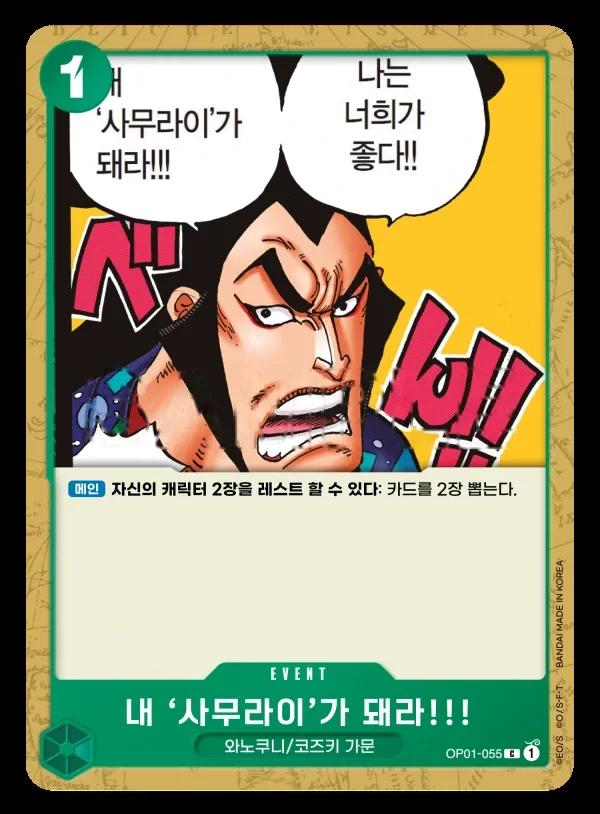 1
내
‘사무라이’가
돼라!!!
나는
너희가
좋다!!
べ
ん!!
메인 자신의 캐릭터 2장을 레스트 할 수 있다: 카드를 2장 뽑는다.
EVENT
내 ‘사무라이’가 돼라!!!
와노쿠니/코즈키 가문
OP01-055 C 1
©E.O/S. ©O/S·F·T BANDAI MADE IN KOREA